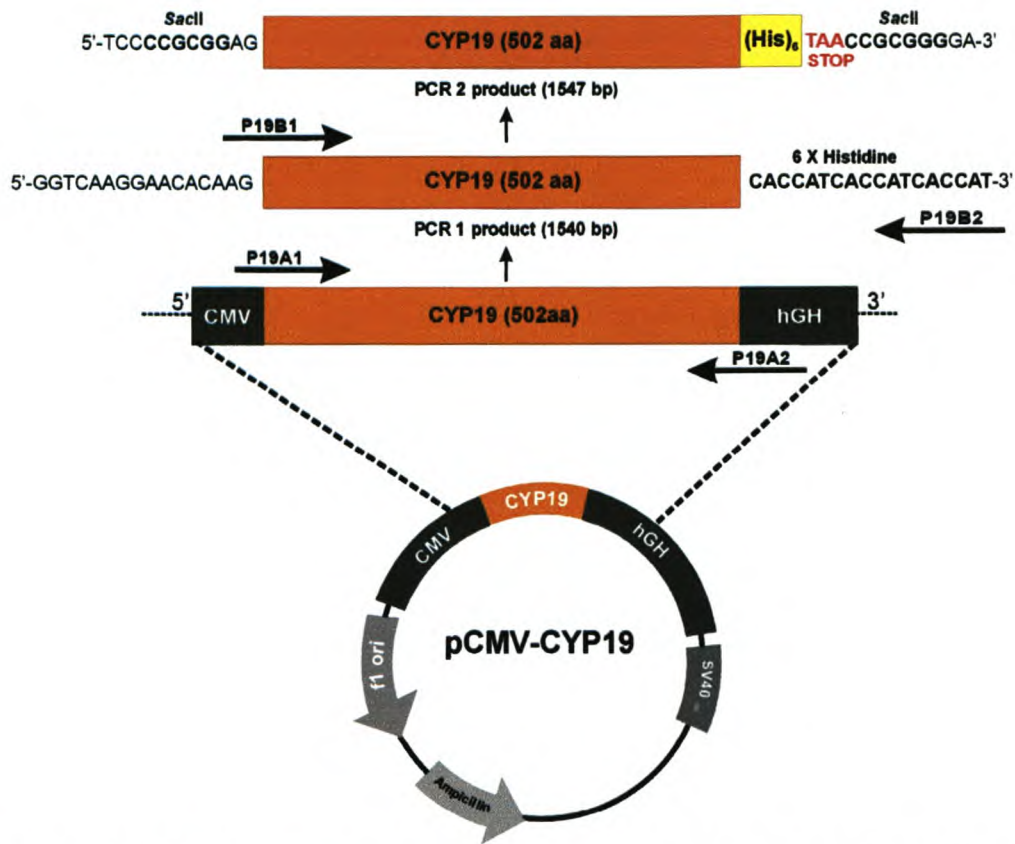 SacII SacII
5'-TCCCCGCGGAG CYP19 (502 aa) (His)6 TAACCGCGGGGA-3'
STOP
PCR 2 product (1547 bp)
P19B1
6 X Histidine
5'-GGTCAAGGAACACAAG CYP19 (502 aa) CACCATCACCATCACCAT-3'
PCR 1 product (1540 bp)
P19B2
P19A1
5' CMV CYP19 (502aa) hGH 3'
P19A2
CYP19
CMV hGH
pCMV-CYP19
f1 ori SV40
Ampicillin